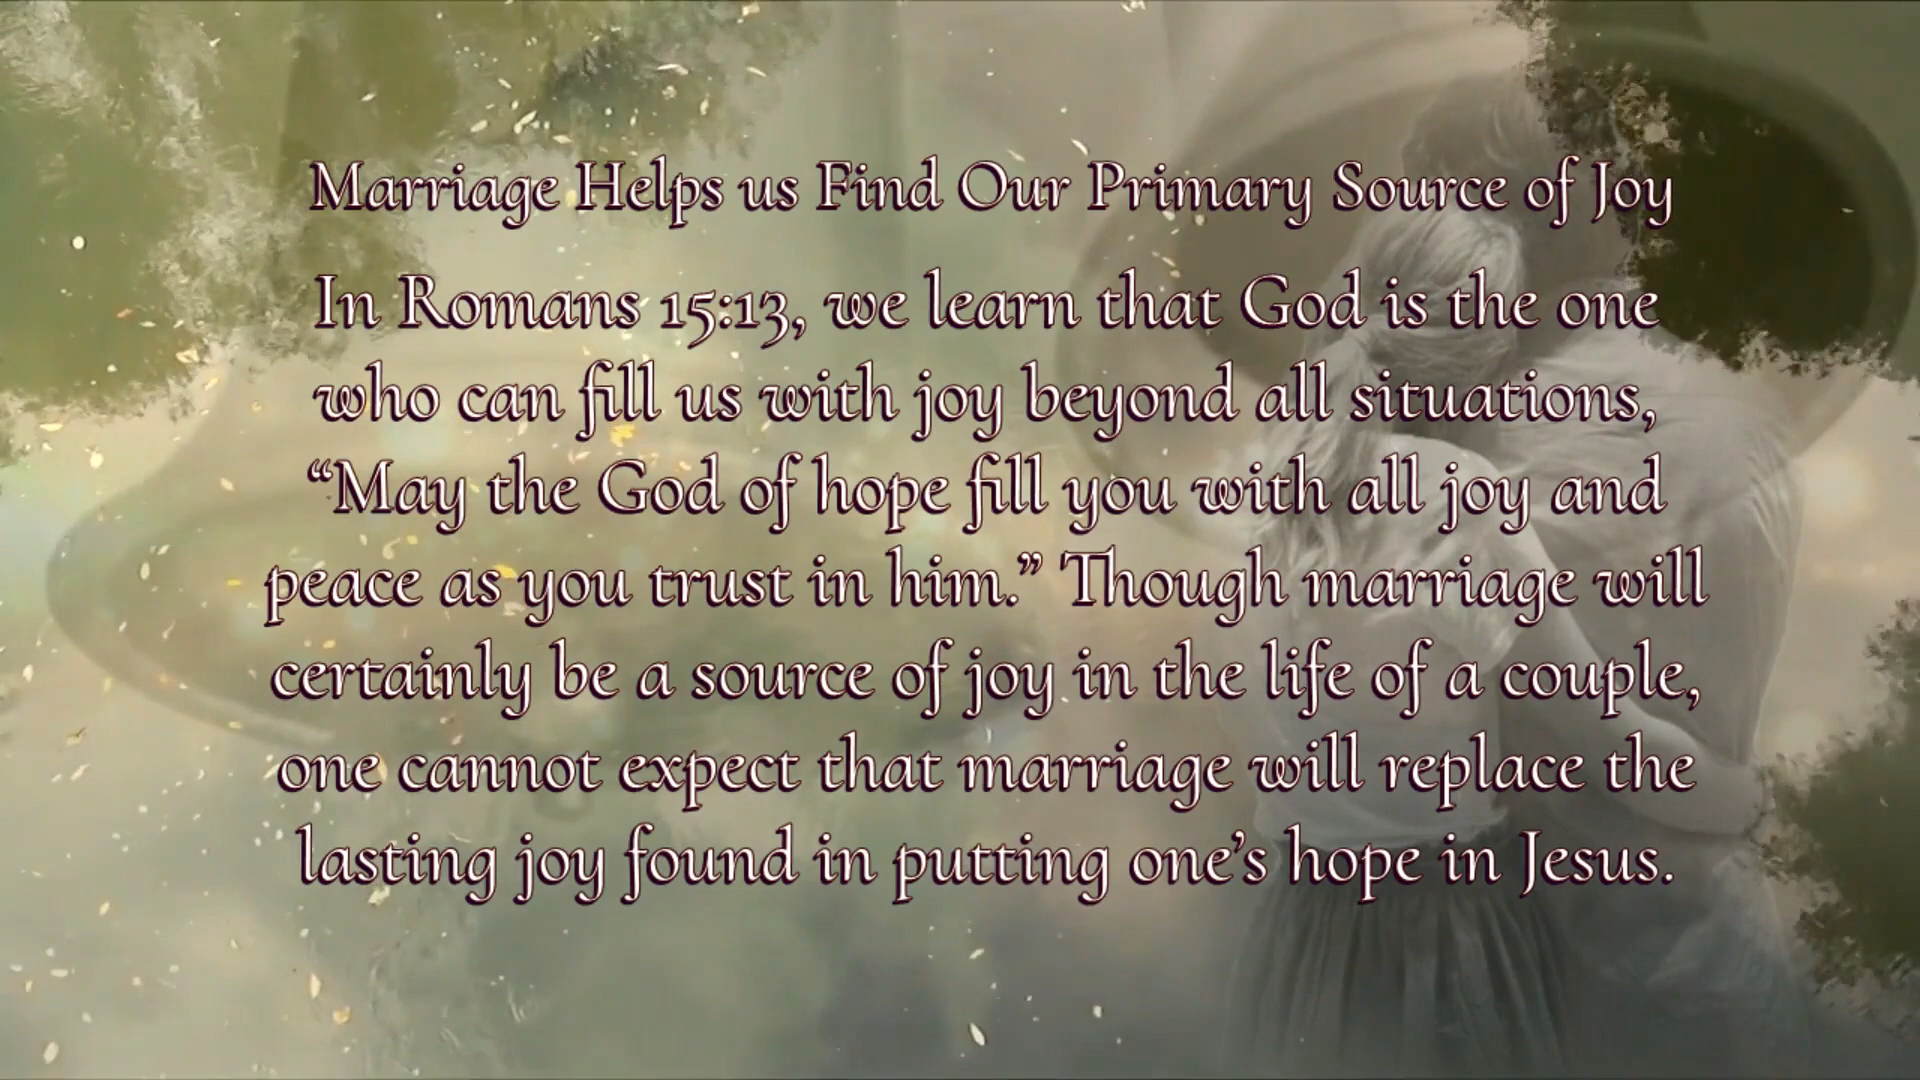 Marriage Helps us Find Our Primary Source of Joy
In Romans 15:13, we learn that God is the one
who can fill us with joy beyond all situations,
“May the God of hope fill you with all joy and
peace as you trust in him.” Though marriage will
certainly be a source of joy in the life of a couple,
one cannot expect that marriage will replace the
lasting joy found in putting one’s hope in Jesus.